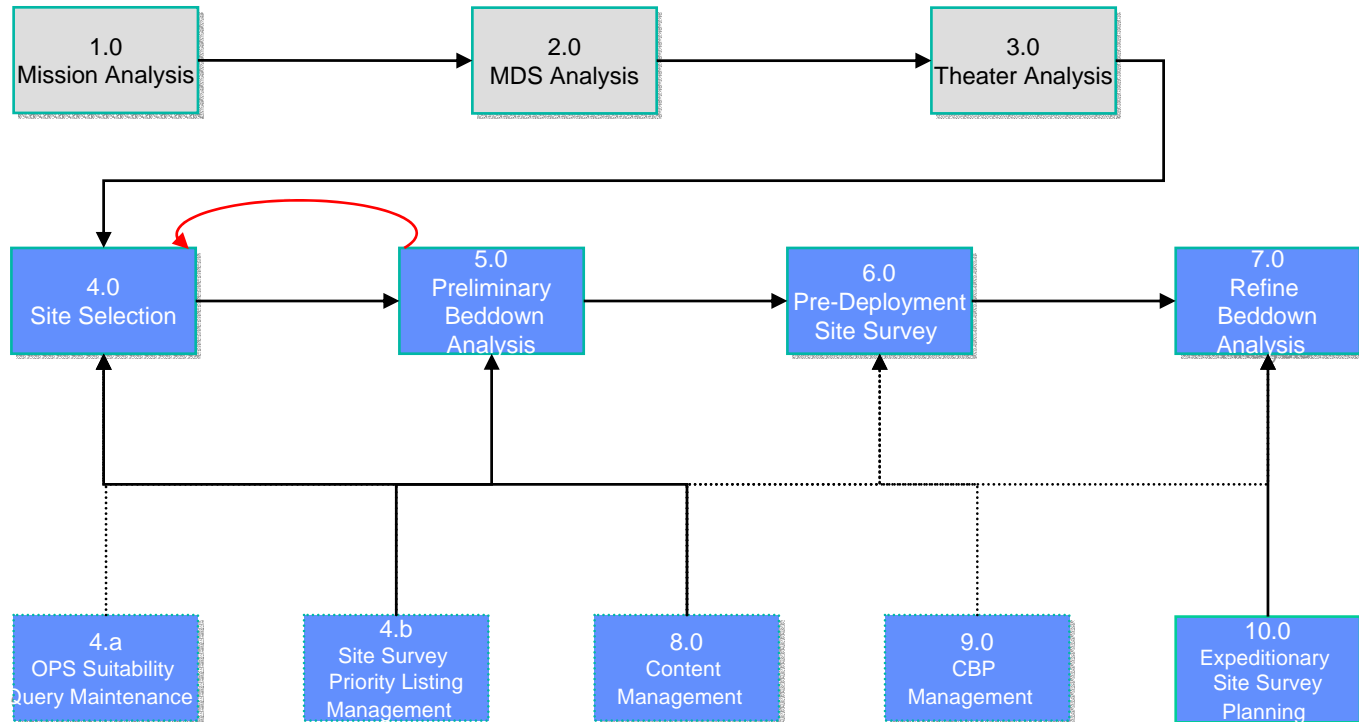 1.0
Mission Analysis
2.0
MDS Analysis
3.0
Theater Analysis
4.0
Site Selection
5.0
Preliminary
Beddown
Analysis
6.0
Pre-Deployment
Site Survey
7.0
Refine
Beddown
Analysis
4.a
OPS Suitability
Query Maintenance
4.b
Site Survey
Priority Listing
Management
8.0
Content
Management
9.0
CBP
Management
10.0
Expeditionary
Site Survey
Planning